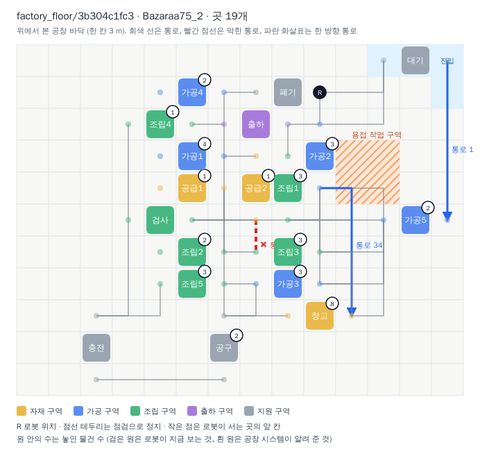 factory_floor/3b304c1fc3 · Bazaraa75_2 · 곳 19개
위에서 본 공장 바닥 (한 칸 3 m). 회색 선은 통로, 빨간 점선은 막힌 통로, 파란 화살표는 한 방향 통로
대기
가공4 2
폐기
R
조립4 1
출하
용접 작업 구역
통로 1
가공1 4
가공2 3
공급1 1
공급2 1
조립1 3
검사
가공5 2
조립2 2
조립3 3
통로 34
조립5 3
가공3 3
창고 8
충전
공구 2
자재 구역
가공 구역
조립 구역
출하 구역
지원 구역
R 로봇 위치 · 점선 테두리는 점검으로 정지 · 작은 점은 로봇이 서는 곳의 앞 칸
원 안의 수는 놓인 물건 수 (검은 원은 로봇이 지금 보는 것, 흰 원은 공장 시스템이 알려 준 것)